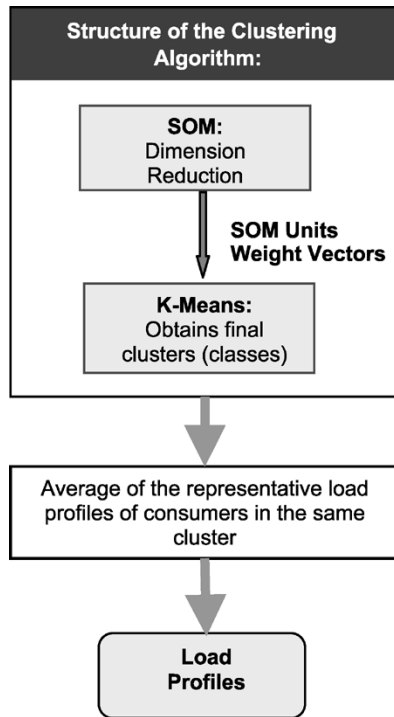 Structure of the Clustering
Algorithm:
SOM:
Dimension
Reduction
SOM Units
Weight Vectors
K-Means:
Obtains final
clusters (classes)
Average of the representative load
profiles of consumers in the same
cluster
Load
Profiles